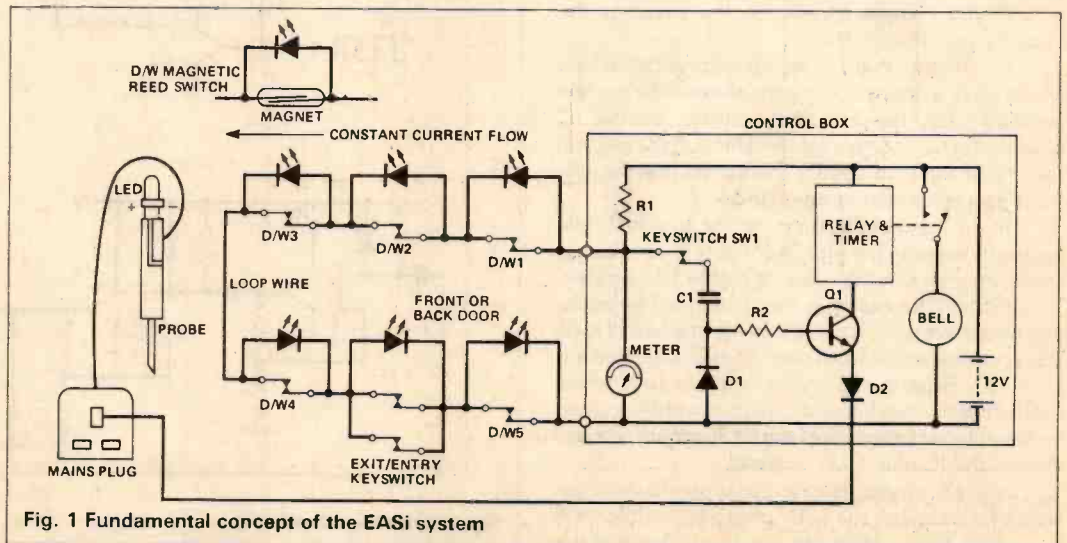 D/W MAGNETIC
REED SWITCH
MAGNET
CONSTANT CURRENT FLOW
CONTROL BOX
LED
+
R1
D/W3
D/W2
D/W1
KEYSWITCH SW1
RELAY &
TIMER
LOOP WIRE
FRONT OR
BACK DOOR
C1
Q1
R2
BELL
PROBE
METER
D1
D2
12V
D/W4
D/W5
EXIT/ENTRY
KEYSWITCH
MAINS PLUG
Fig. 1 Fundamental concept of the EASi system